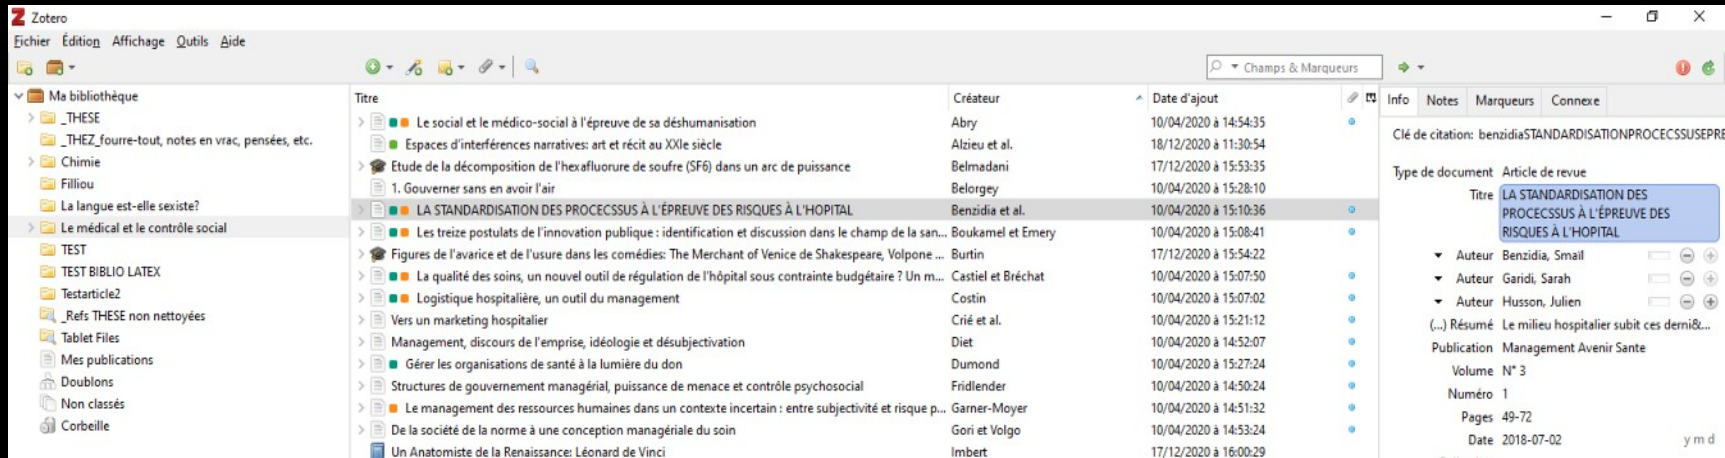 Zotero
Fichier Édition Affichage Outils Aide
Champs & Marqueurs
Ma bibliothèque
_THESE
_THEZ_fourre-tout, notes en vrac, pensées, etc.
Chimie
Filliou
La langue est-elle sexiste?
Le médical et le contrôle social
TEST
TEST BIBLIO LATEX
Testarticle2
_Refs THESE non nettoyées
Tablet Files
Mes publications
Doublons
Non classés
Corbeille
Titre Créateur Date d'ajout
Le social et le médico-social à l'épreuve de sa déshumanisation Abry 10/04/2020 à 14:54:35
Espaces d'interférences narratives: art et récit au XXIe siècle Alzieu et al. 18/12/2020 à 11:30:54
Etude de la décomposition de l'hexafluorure de soufre (SF6) dans un arc de puissance Belmadani 17/12/2020 à 15:53:35
1. Gouverner sans en avoir l'air Belorgey 10/04/2020 à 15:28:10
LA STANDARDISATION DES PROCECSSUS À L'ÉPREUVE DES RISQUES À L'HOPITAL Benzidia et al. 10/04/2020 à 15:10:36
Les treize postulats de l'innovation publique : identification et discussion dans le champ de la san... Boukamel et Emery 10/04/2020 à 15:08:41
Figures de l'avarice et de l'usure dans les comédies: The Merchant of Venice de Shakespeare, Volpone ... Burtin 17/12/2020 à 15:54:22
La qualité des soins, un nouvel outil de régulation de l'hôpital sous contrainte budgétaire ? Un m... Castiel et Bréchat 10/04/2020 à 15:07:50
Logistique hospitalière, un outil du management Costin 10/04/2020 à 15:07:02
Vers un marketing hospitalier Crié et al. 10/04/2020 à 15:21:12
Management, discours de l'emprise, idéologie et désubjectivation Diet 10/04/2020 à 14:52:07
Gérer les organisations de santé à la lumière du don Dumond 10/04/2020 à 15:27:24
Structures de gouvernement managérial, puissance de menace et contrôle psychosocial Fridlender 10/04/2020 à 14:50:24
Le management des ressources humaines dans un contexte incertain : entre subjectivité et risque p... Garner-Moyer 10/04/2020 à 14:51:32
De la société de la norme à une conception managériale du soin Gori et Volgo 10/04/2020 à 14:53:24
Un Anatomiste de la Renaissance: Léonard de Vinci Imbert 17/12/2020 à 16:00:29
Info Notes Marqueurs Connexe
Clé de citation: benzidiaSTANDARDISATIONPROCECSSUSEPRE
Type de document Article de revue
Titre LA STANDARDISATION DES
PROCECSSUS À L'ÉPREUVE DES
RISQUES À L'HOPITAL
Auteur Benzidia, Smaïl
Auteur Garidi, Sarah
Auteur Husson, Julien
(...) Résumé Le milieu hospitalier subit ces derni&...
Publication Management Avenir Sante
Volume N° 3
Numéro 1
Pages 49-72
Date 2018-07-02 y m d